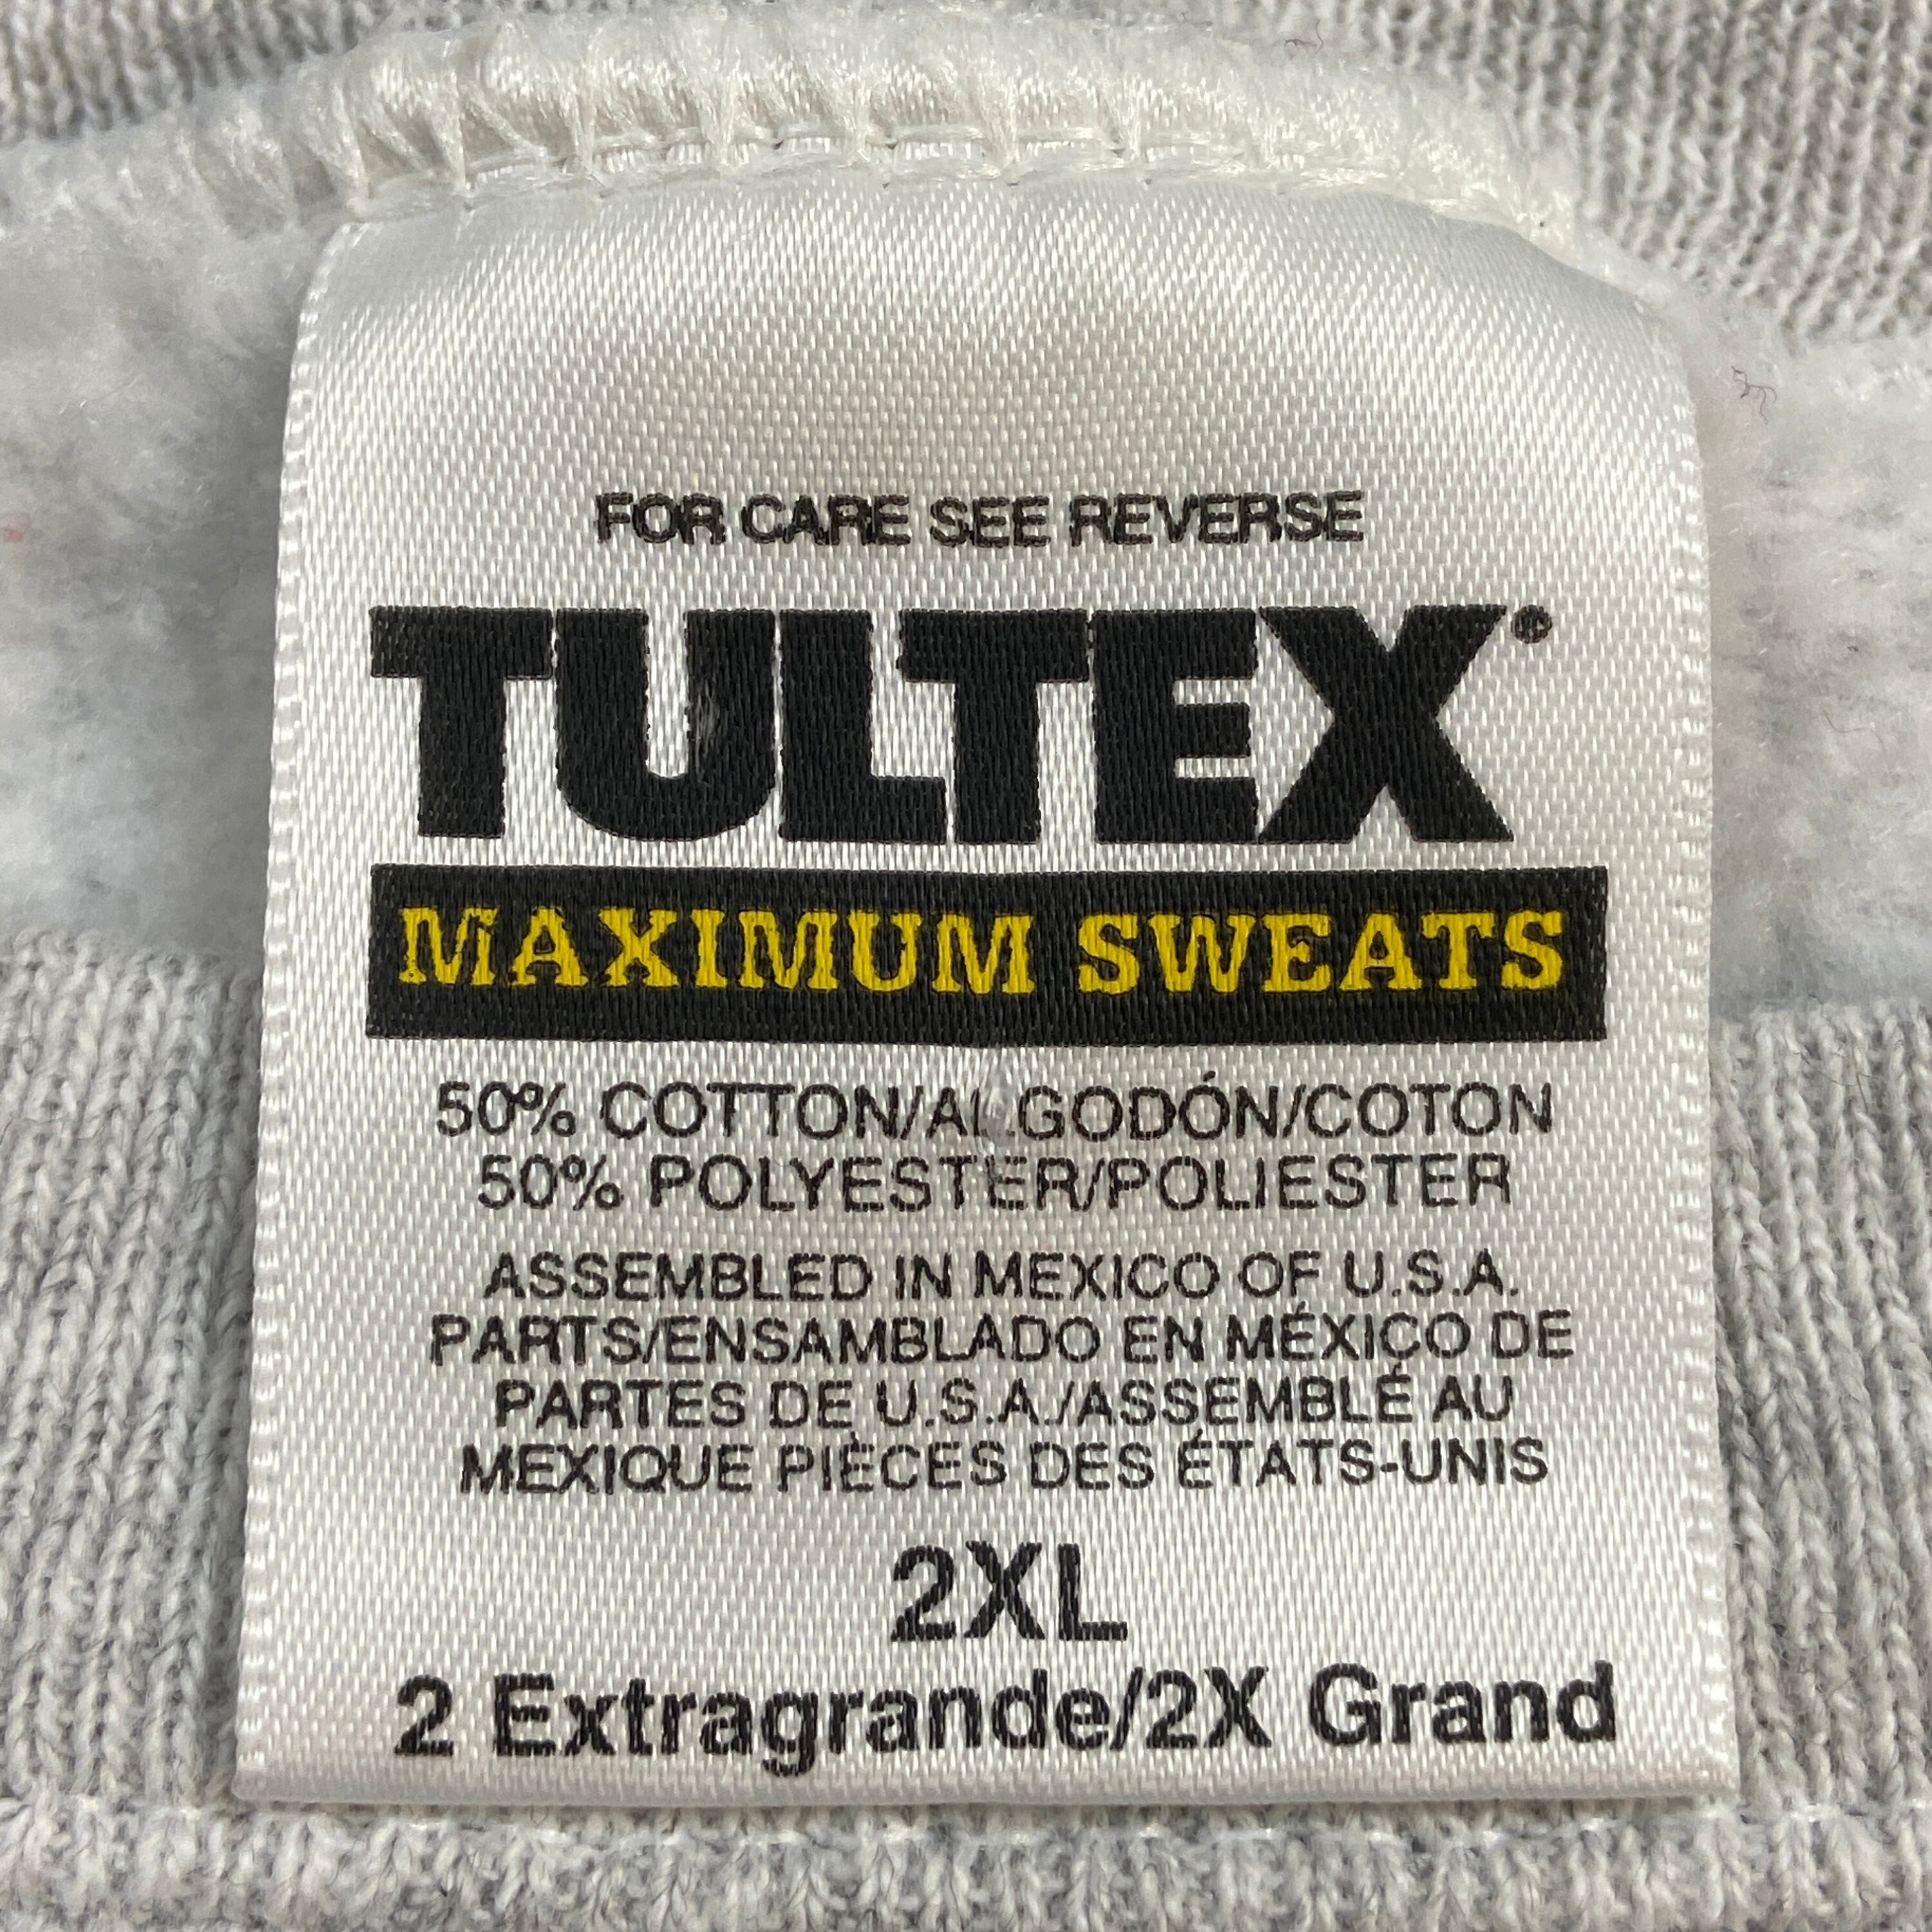 FOR CARE SEE REVERSE
TULTEX®
MAXIMUM SWEATS
50% COTTON/ALGODÓN/COTON
50% POLYESTER/POLIESTER
ASSEMBLED IN MEXICO OF U.S.A.
PARTS/ENSAMBLADO EN MÉXICO DE
PARTES DE U.S.A./ASSEMBLÉ AU
MEXIQUE PIÈCES DES ÉTATS-UNIS
2XL
2 Extragrande/2X Grand